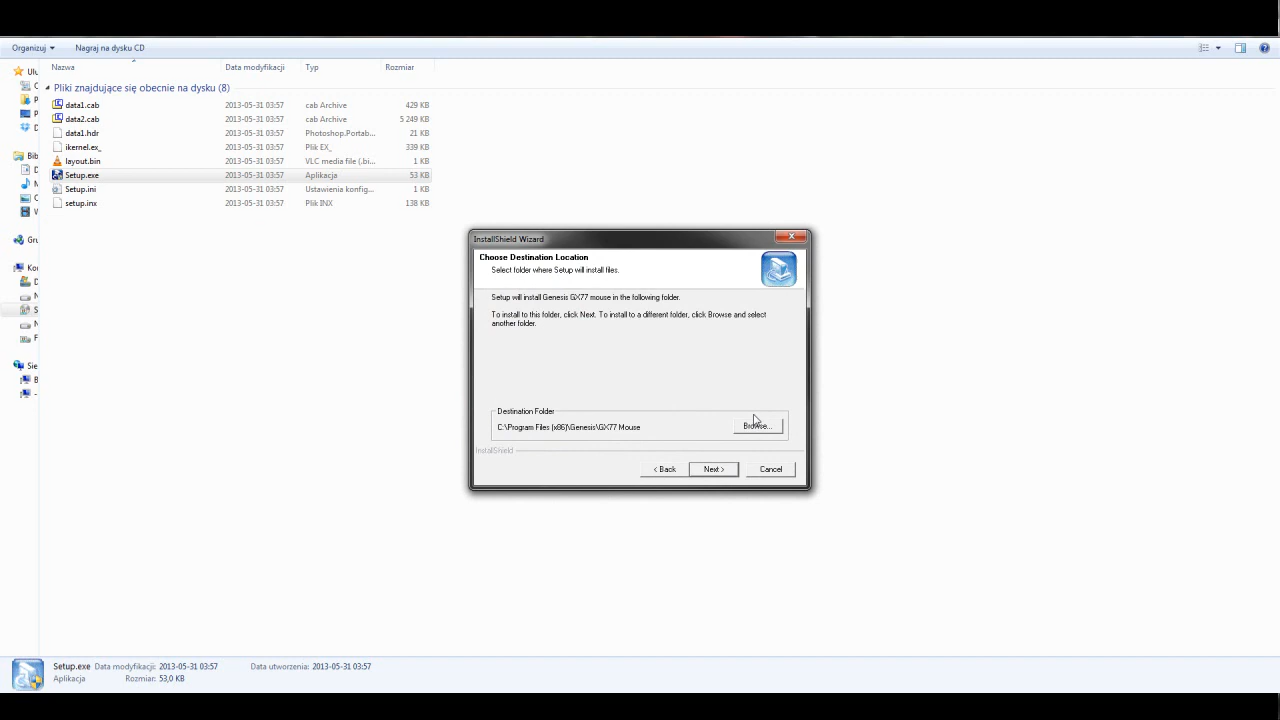 Organizuj
Nagraj na dysku CD
Nazwa Data modyfikacji Typ Rozmiar
Pliki znajdujące się obecnie na dysku (8)
data1.cab 2013-05-31 03:57 cab Archive 429 KB
data2.cab 2013-05-31 03:57 cab Archive 5 249 KB
data1.hdr 2013-05-31 03:57 Photoshop.Portab... 21 KB
ikernel.ex_ 2013-05-31 03:57 Plik EX_ 339 KB
layout.bin 2013-05-31 03:57 VLC media file (.bi... 1 KB
Setup.exe 2013-05-31 03:57 Aplikacja 53 KB
Setup.ini 2013-05-31 03:57 Ustawienia konfig... 1 KB
setup.inx 2013-05-31 03:57 Plik INX 138 KB
Ulu
Bib
Gru
Kor
Sie
InstallShield Wizard
Choose Destination Location
Select folder where Setup will install files.
Setup will install Genesis GX77 mouse in the following folder.
To install to this folder, click Next. To install to a different folder, click Browse and select
another folder.
Destination Folder
C:\Program Files (x86)\Genesis\GX77 Mouse
Browse...
InstallShield
< Back
Next >
Cancel
Setup.exe Data modyfikacji: 2013-05-31 03:57 Data utworzenia: 2013-05-31 03:57
Aplikacja Rozmiar: 53,0 KB